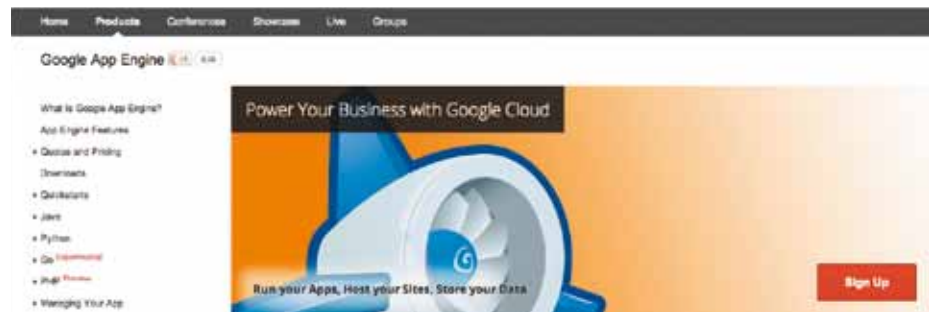 Home Products Conferences Showcase Live Groups
Google App Engine
What Is Google App Engine?
App Engine Features
Quotas and Pricing
Downloads
Quickstarts
Java
Python
Go Experimental
PHP Preview
Managing Your App
Power Your Business with Google Cloud
Run your Apps, Host your Sites, Store your Data
Sign Up